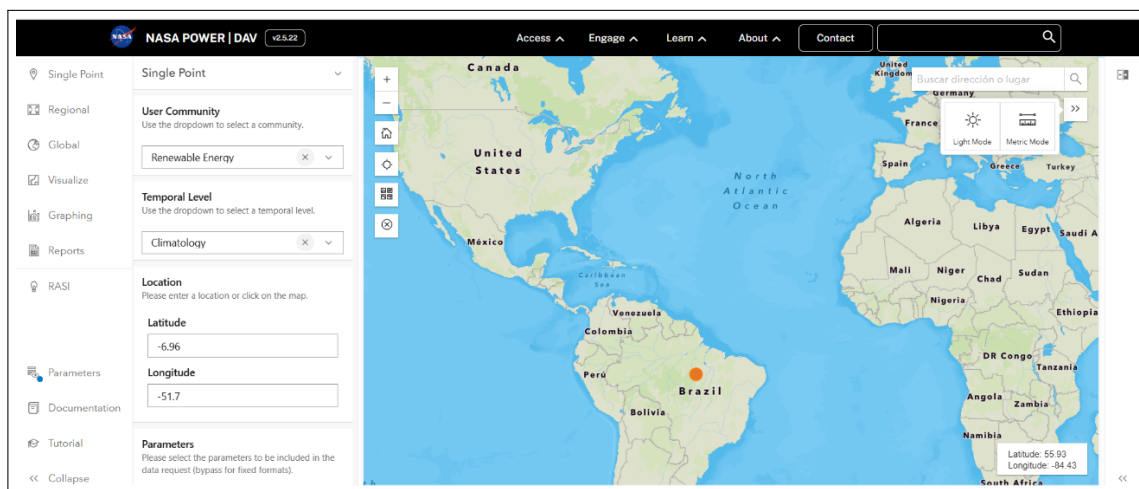 NASA
NASA POWER | DAV v2.5.22
Access Engage Learn About Contact
Single Point
Regional
Global
Visualize
Graphing
Reports
RASI
Parameters
Documentation
Tutorial
<< Collapse
Single Point
User Community
Use the dropdown to select a community.
Renewable Energy
Temporal Level
Use the dropdown to select a temporal level.
Climatology
Location
Please enter a location or click on the map.
Latitude
-6.96
Longitude
-51.7
Parameters
Please select the parameters to be included in the
data request (bypass for fixed formats).
+
−
Buscar dirección o lugar
>>
Light Mode Metric Mode
Canada
United
Kingdom
Germany
France
United
States
Spain
Greece
Turkey
North
Atlantic
Ocean
Algeria
Libya
Egypt
Saudi A
México
Caribbean
Sea
Mali
Niger
Chad
Sudan
Nigeria
Ethiopia
Venezuela
Colombia
DR Congo
Tanzania
Perú
Brazil
Bolivia
Angola
Zambia
Namibia
South Africa
Latitude: 55.93
Longitude: -84.43
<<